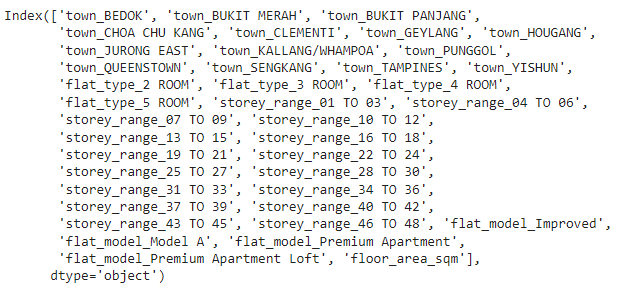 Index(['town_BEDOK', 'town_BUKIT MERAH', 'town_BUKIT PANJANG',
'town_CHOA CHU KANG', 'town_CLEMENTI', 'town_GEYLANG', 'town_HOUGANG',
'town_JURONG EAST', 'town_KALLANG/WHAMPOA', 'town_PUNGGOL',
'town_QUEENSTOWN', 'town_SENGKANG', 'town_TAMPINES', 'town_YISHUN',
'flat_type_2 ROOM', 'flat_type_3 ROOM', 'flat_type_4 ROOM',
'flat_type_5 ROOM', 'storey_range_01 TO 03', 'storey_range_04 TO 06',
'storey_range_07 TO 09', 'storey_range_10 TO 12',
'storey_range_13 TO 15', 'storey_range_16 TO 18',
'storey_range_19 TO 21', 'storey_range_22 TO 24',
'storey_range_25 TO 27', 'storey_range_28 TO 30',
'storey_range_31 TO 33', 'storey_range_34 TO 36',
'storey_range_37 TO 39', 'storey_range_40 TO 42',
'storey_range_43 TO 45', 'storey_range_46 TO 48', 'flat_model_Improved',
'flat_model_Model A', 'flat_model_Premium Apartment',
'flat_model_Premium Apartment Loft', 'floor_area_sqm'],
dtype='object')